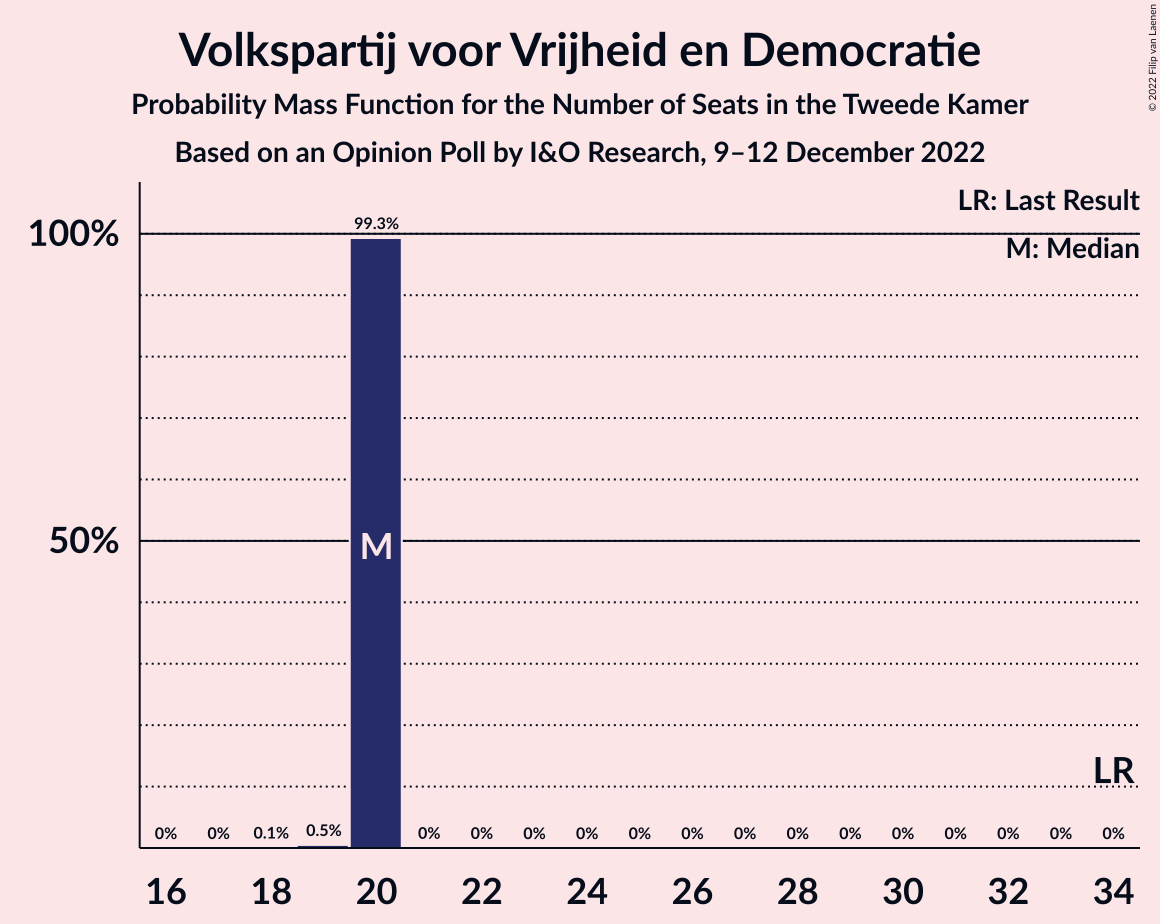 Volkspartij voor Vrijheid en Democratie
Probability Mass Function for the Number of Seats in the Tweede Kamer
Based on an Opinion Poll by I&O Research, 9–12 December 2022
© 2022 Filip van Laenen
LR: Last Result
M: Median
100%
50%
99.3%
M
LR
0% 0% 0.1% 0.5% 0% 0% 0% 0% 0% 0% 0% 0% 0% 0% 0% 0% 0% 0%
16 18 20 22 24 26 28 30 32 34